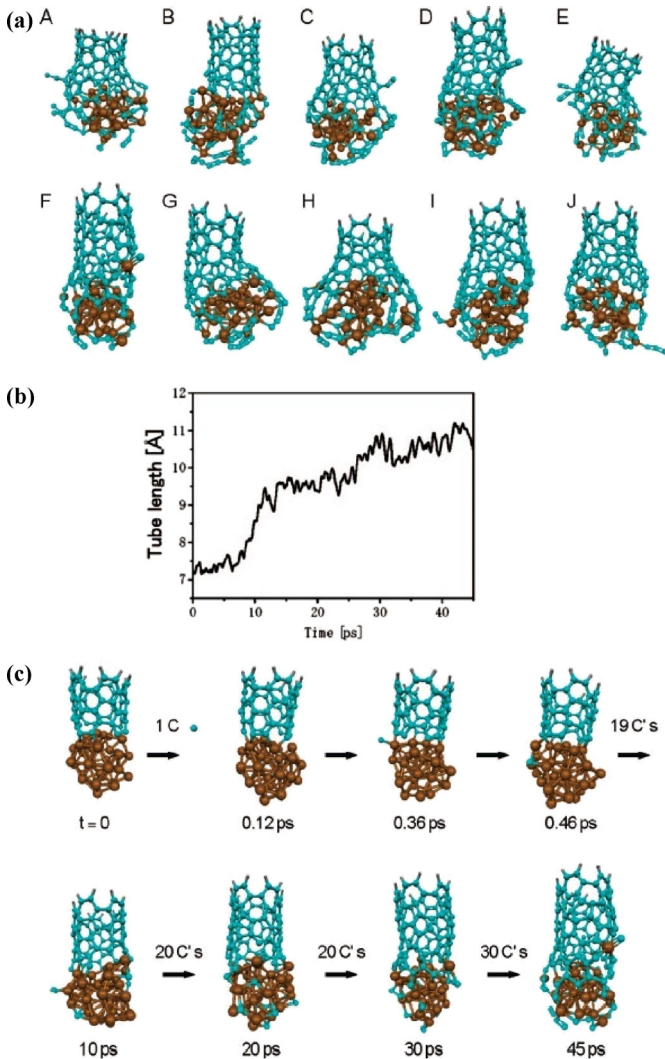 (a) A B C D E
F G H I J
(b)
12
11
10
9
8
7
Tube length [Å]
0 10 20 30 40
Time [ps]
(c)
1 C
19 C's
t = 0 0.12 ps 0.36 ps 0.46 ps
20 C's 20 C's 30 C's
10 ps 20 ps 30 ps 45 ps